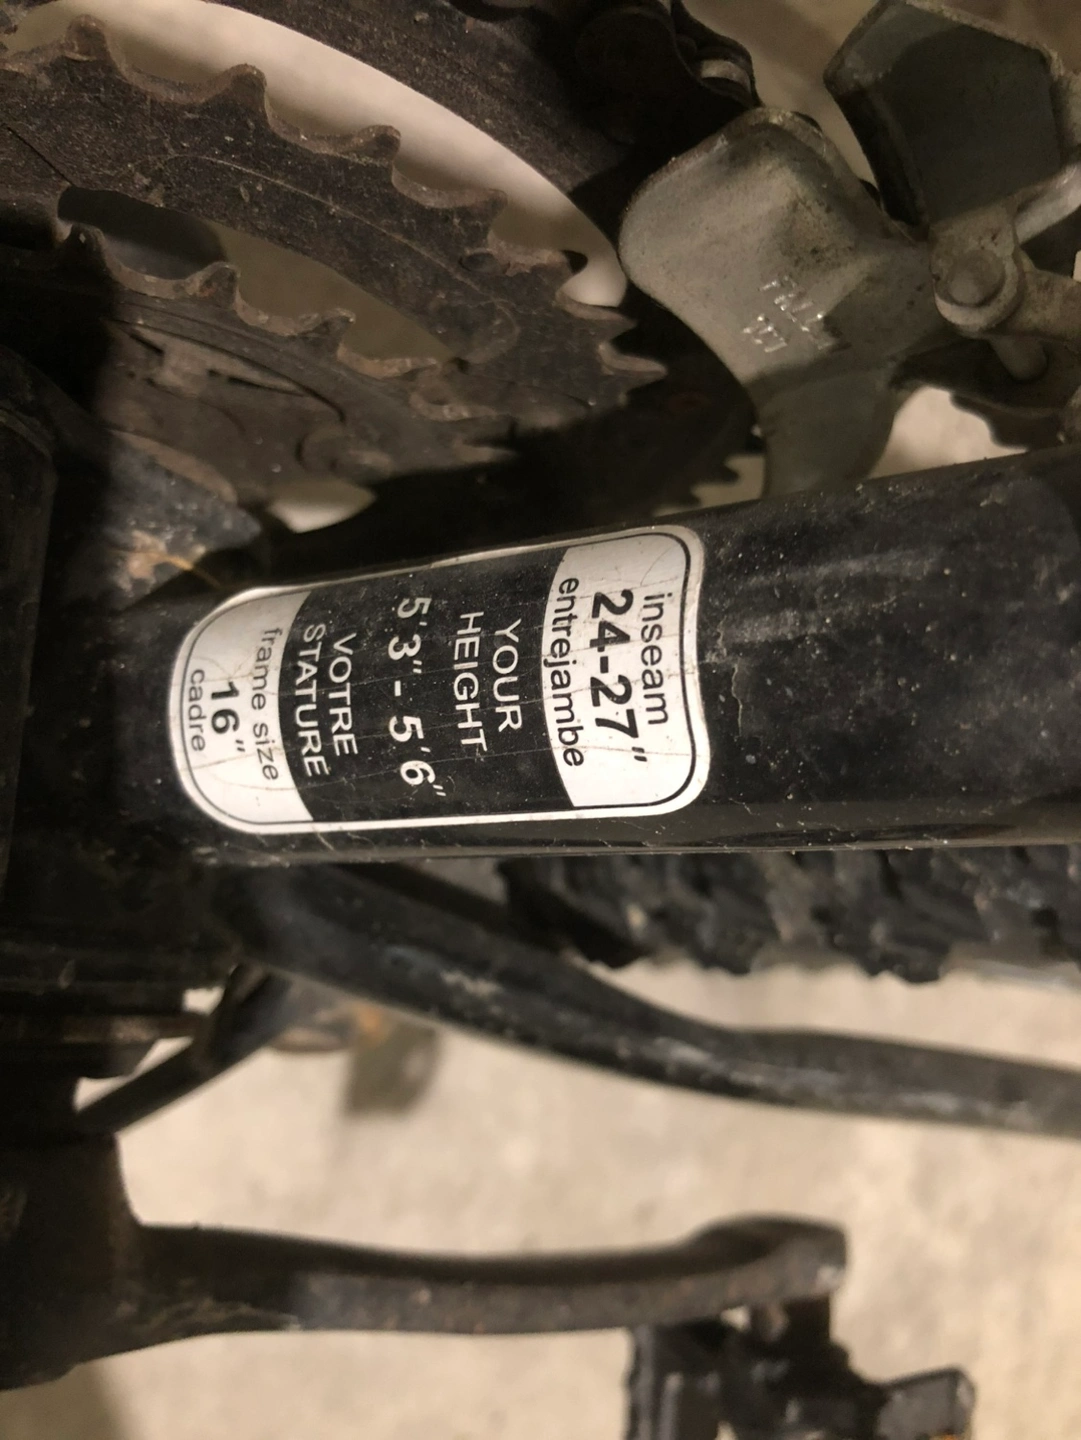 inseam
24-27"
entrejambe
YOUR
HEIGHT
5'3"- 5'6"
VOTRE
STATURE
frame size
16"
cadre